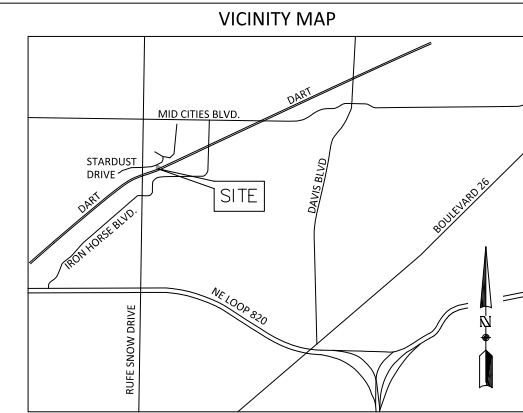 VICINITY MAP
DART
MID CITIES BLVD.
STARDUST
DRIVE
SITE
DAVIS BLVD
BOULEVARD 26
DART
IRON HORSE BLVD.
NE LOOP 820
RUFE SNOW DRIVE
N